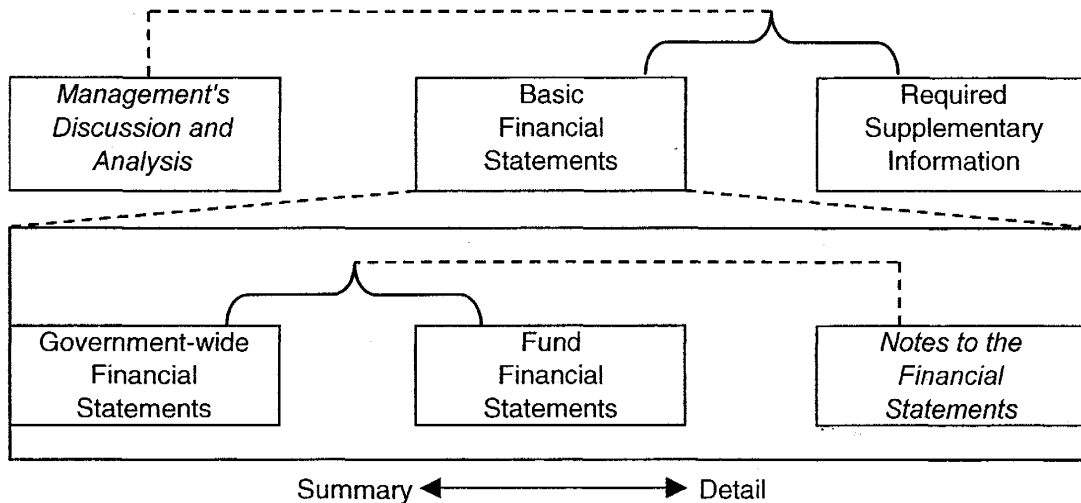 Management's
Discussion and
Analysis
Basic
Financial
Statements
Required
Supplementary
Information
Government-wide
Financial
Statements
Fund
Financial
Statements
Notes to the
Financial
Statements
Summary
Detail